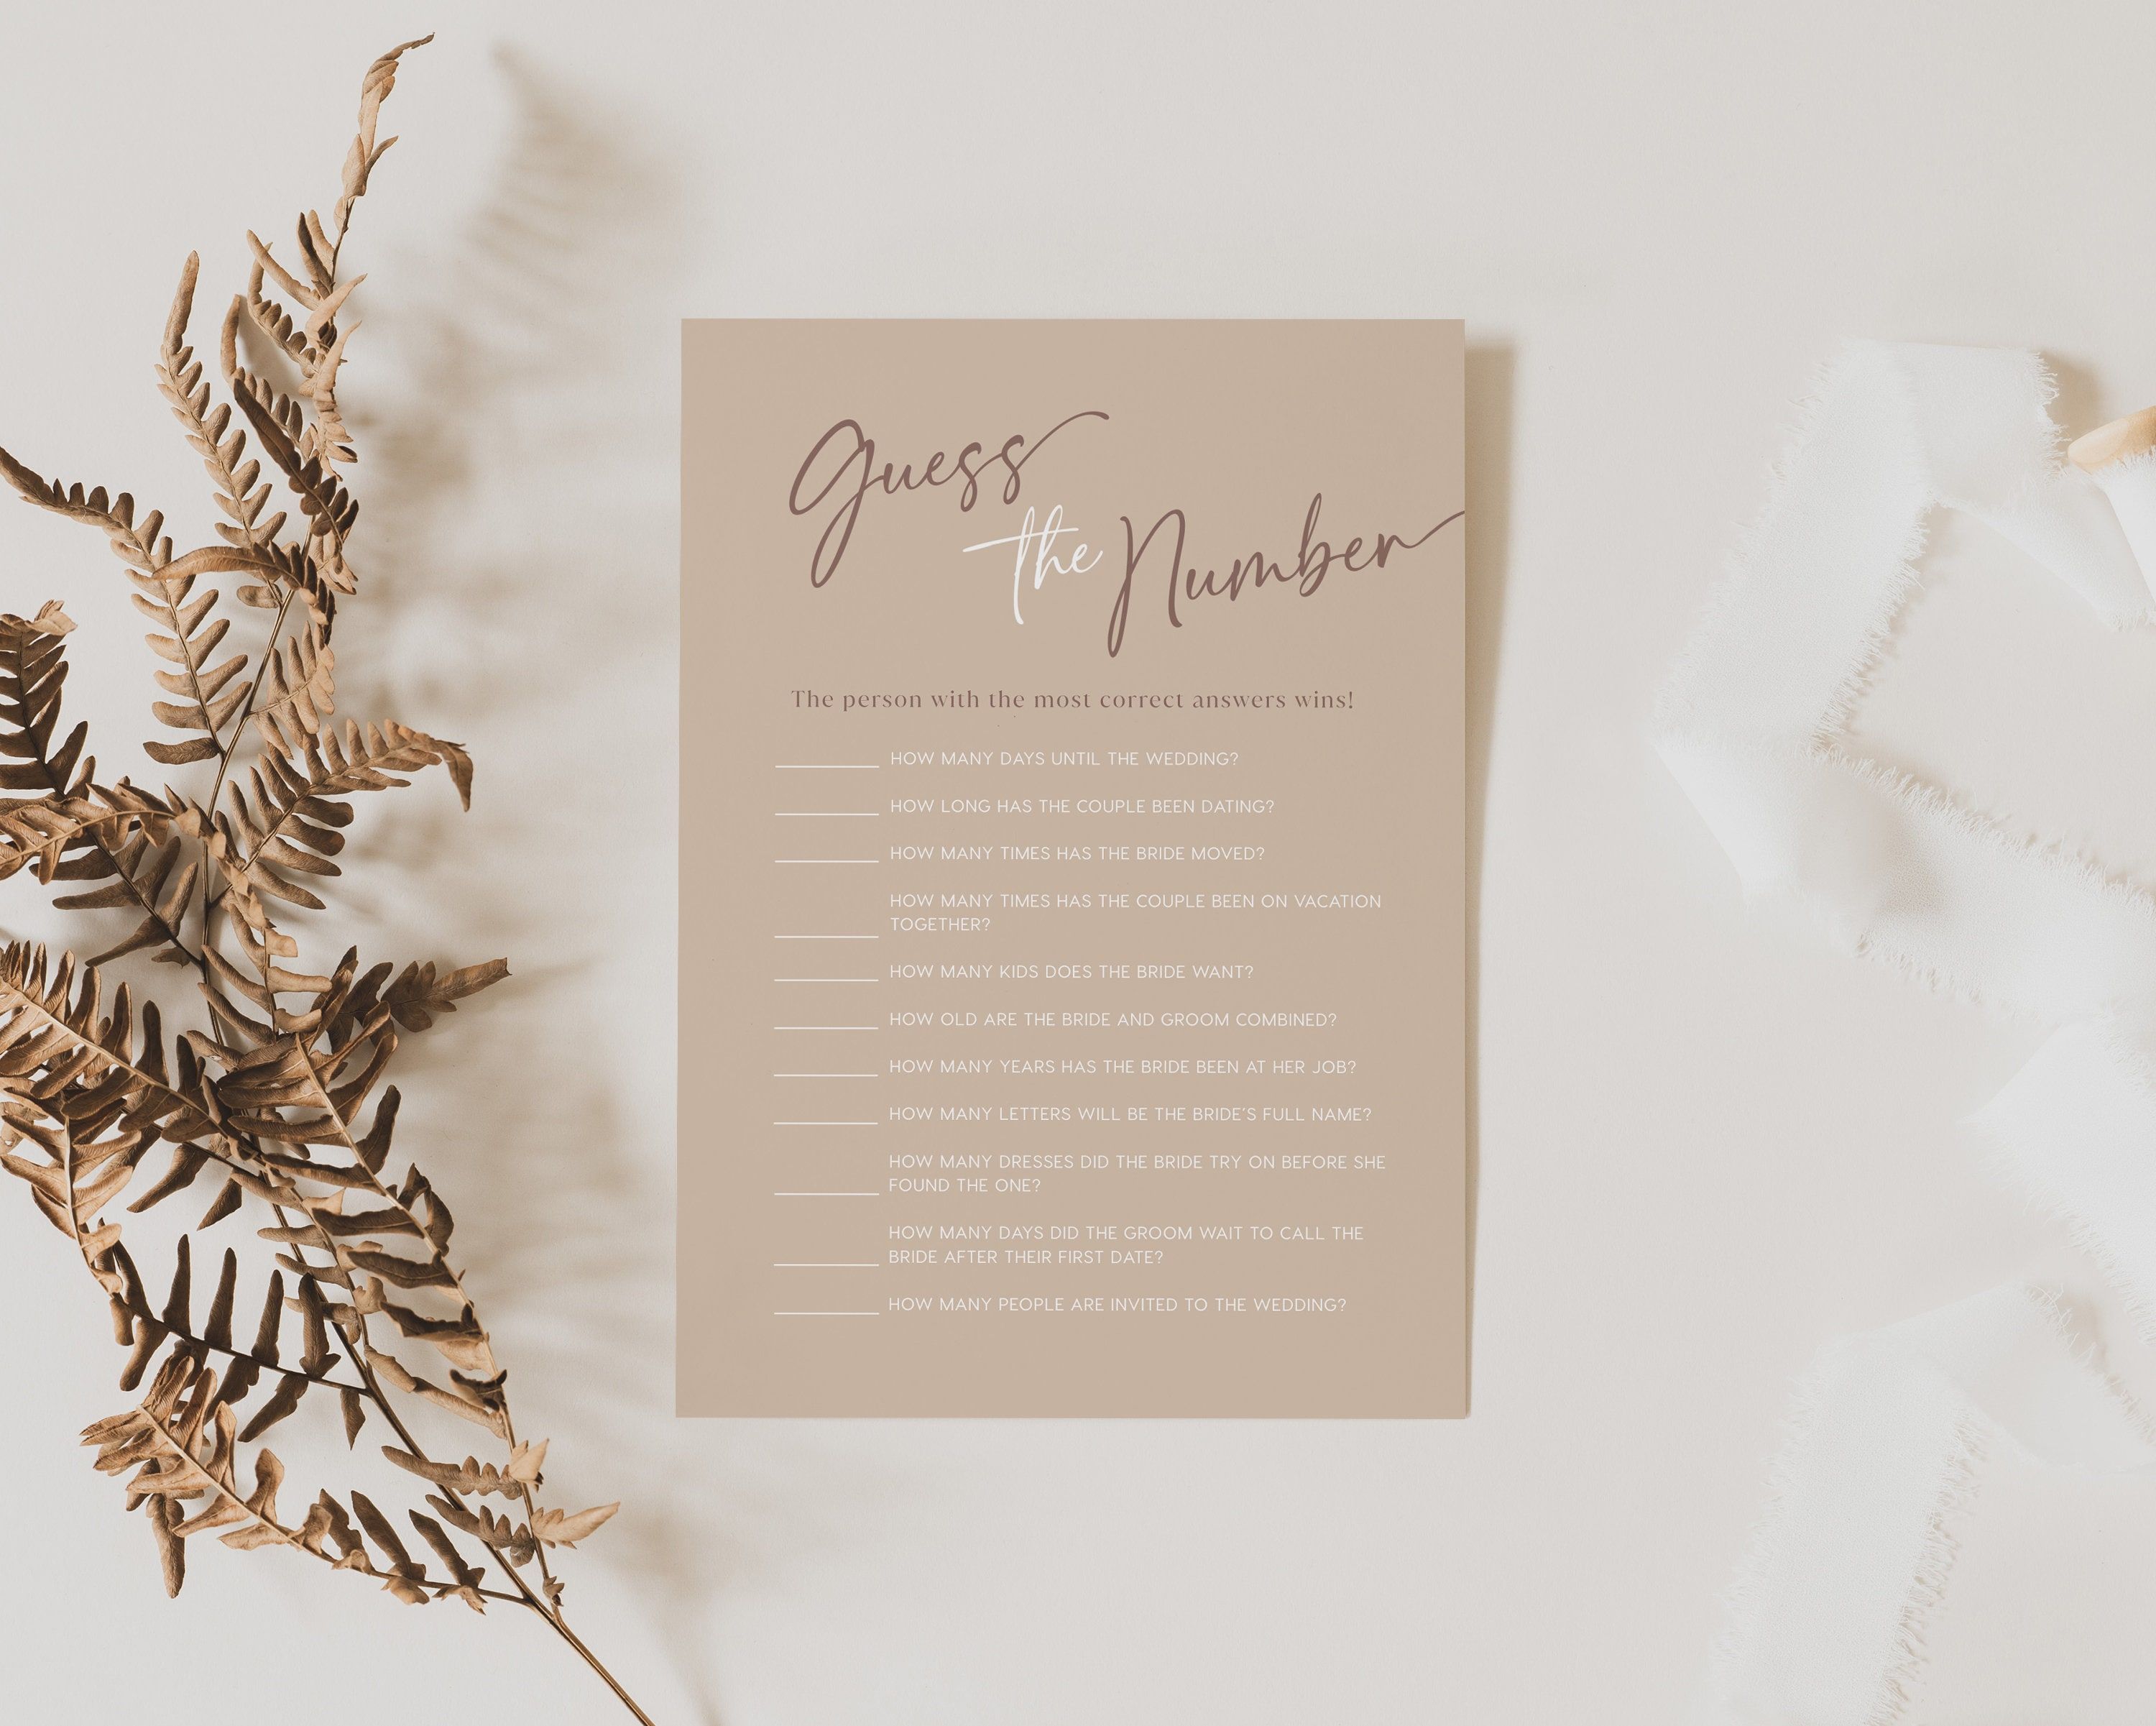 Guess
the Number
The person with the most correct answers wins!
HOW MANY DAYS UNTIL THE WEDDING?
HOW LONG HAS THE COUPLE BEEN DATING?
HOW MANY TIMES HAS THE BRIDE MOVED?
HOW MANY TIMES HAS THE COUPLE BEEN ON VACATION
TOGETHER?
HOW MANY KIDS DOES THE BRIDE WANT?
HOW OLD ARE THE BRIDE AND GROOM COMBINED?
HOW MANY YEARS HAS THE BRIDE BEEN AT HER JOB?
HOW MANY LETTERS WILL BE THE BRIDE'S FULL NAME?
HOW MANY DRESSES DID THE BRIDE TRY ON BEFORE SHE
FOUND THE ONE?
HOW MANY DAYS DID THE GROOM WAIT TO CALL THE
BRIDE AFTER THEIR FIRST DATE?
HOW MANY PEOPLE ARE INVITED TO THE WEDDING?